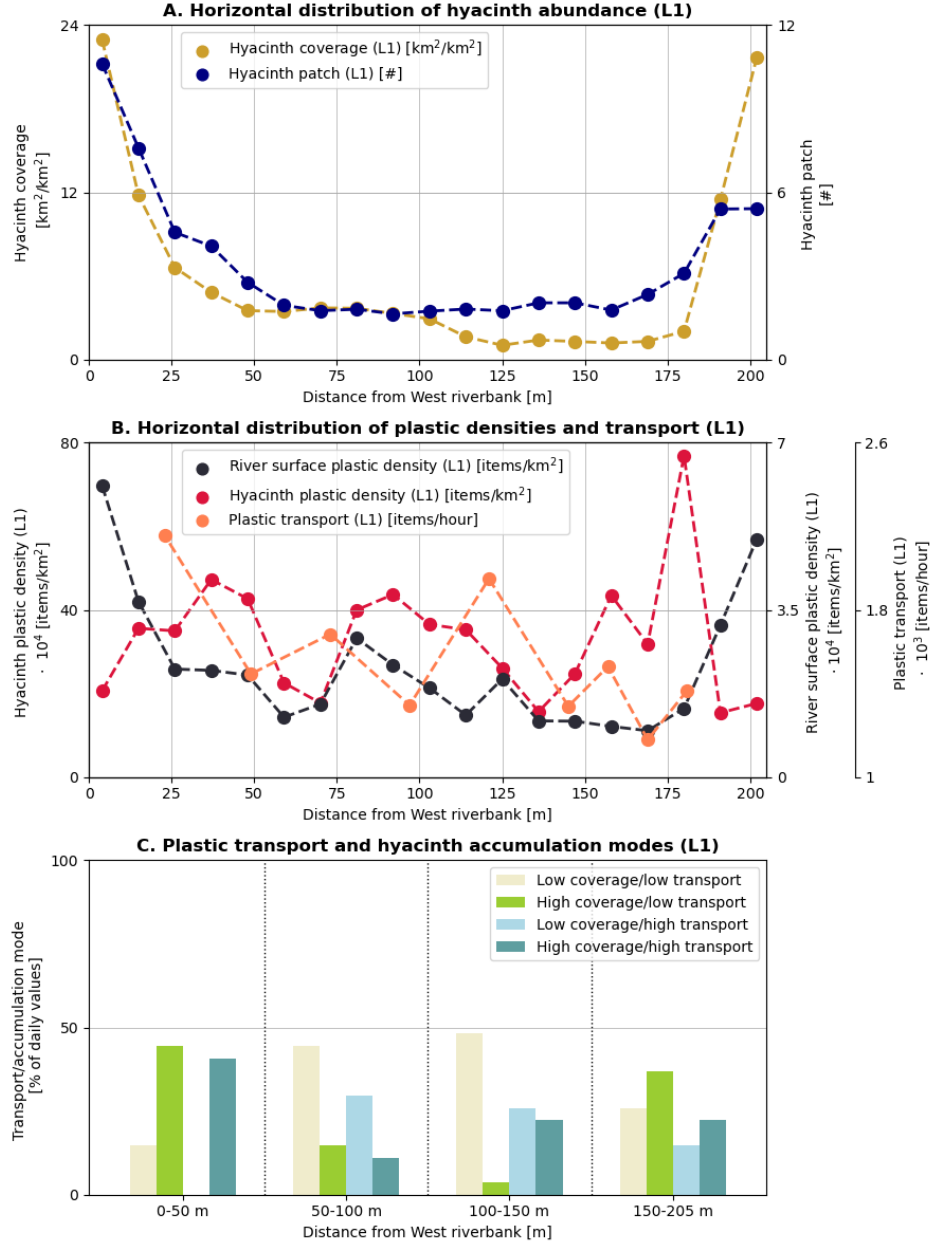 A. Horizontal distribution of hyacinth abundance (L1)
24
12
0
Hyacinth coverage
[km²/km²]
Hyacinth coverage (L1) [km²/km²]
Hyacinth patch (L1) [#]
12
6
0
Hyacinth patch
[#]
0 25 50 75 100 125 150 175 200
Distance from West riverbank [m]
B. Horizontal distribution of plastic densities and transport (L1)
80
40
0
Hyacinth plastic density (L1)
· 10⁴ [items/km²]
River surface plastic density (L1) [items/km²]
Hyacinth plastic density (L1) [items/km²]
Plastic transport (L1) [items/hour]
7
3.5
0
River surface plastic density (L1)
· 10⁴ [items/km²]
2.6
1.8
1
Plastic transport (L1)
· 10³ [items/hour]
0 25 50 75 100 125 150 175 200
Distance from West riverbank [m]
C. Plastic transport and hyacinth accumulation modes (L1)
100
50
0
Transport/accumulation mode
[% of daily values]
Low coverage/low transport
High coverage/low transport
Low coverage/high transport
High coverage/high transport
0-50 m 50-100 m 100-150 m 150-205 m
Distance from West riverbank [m]